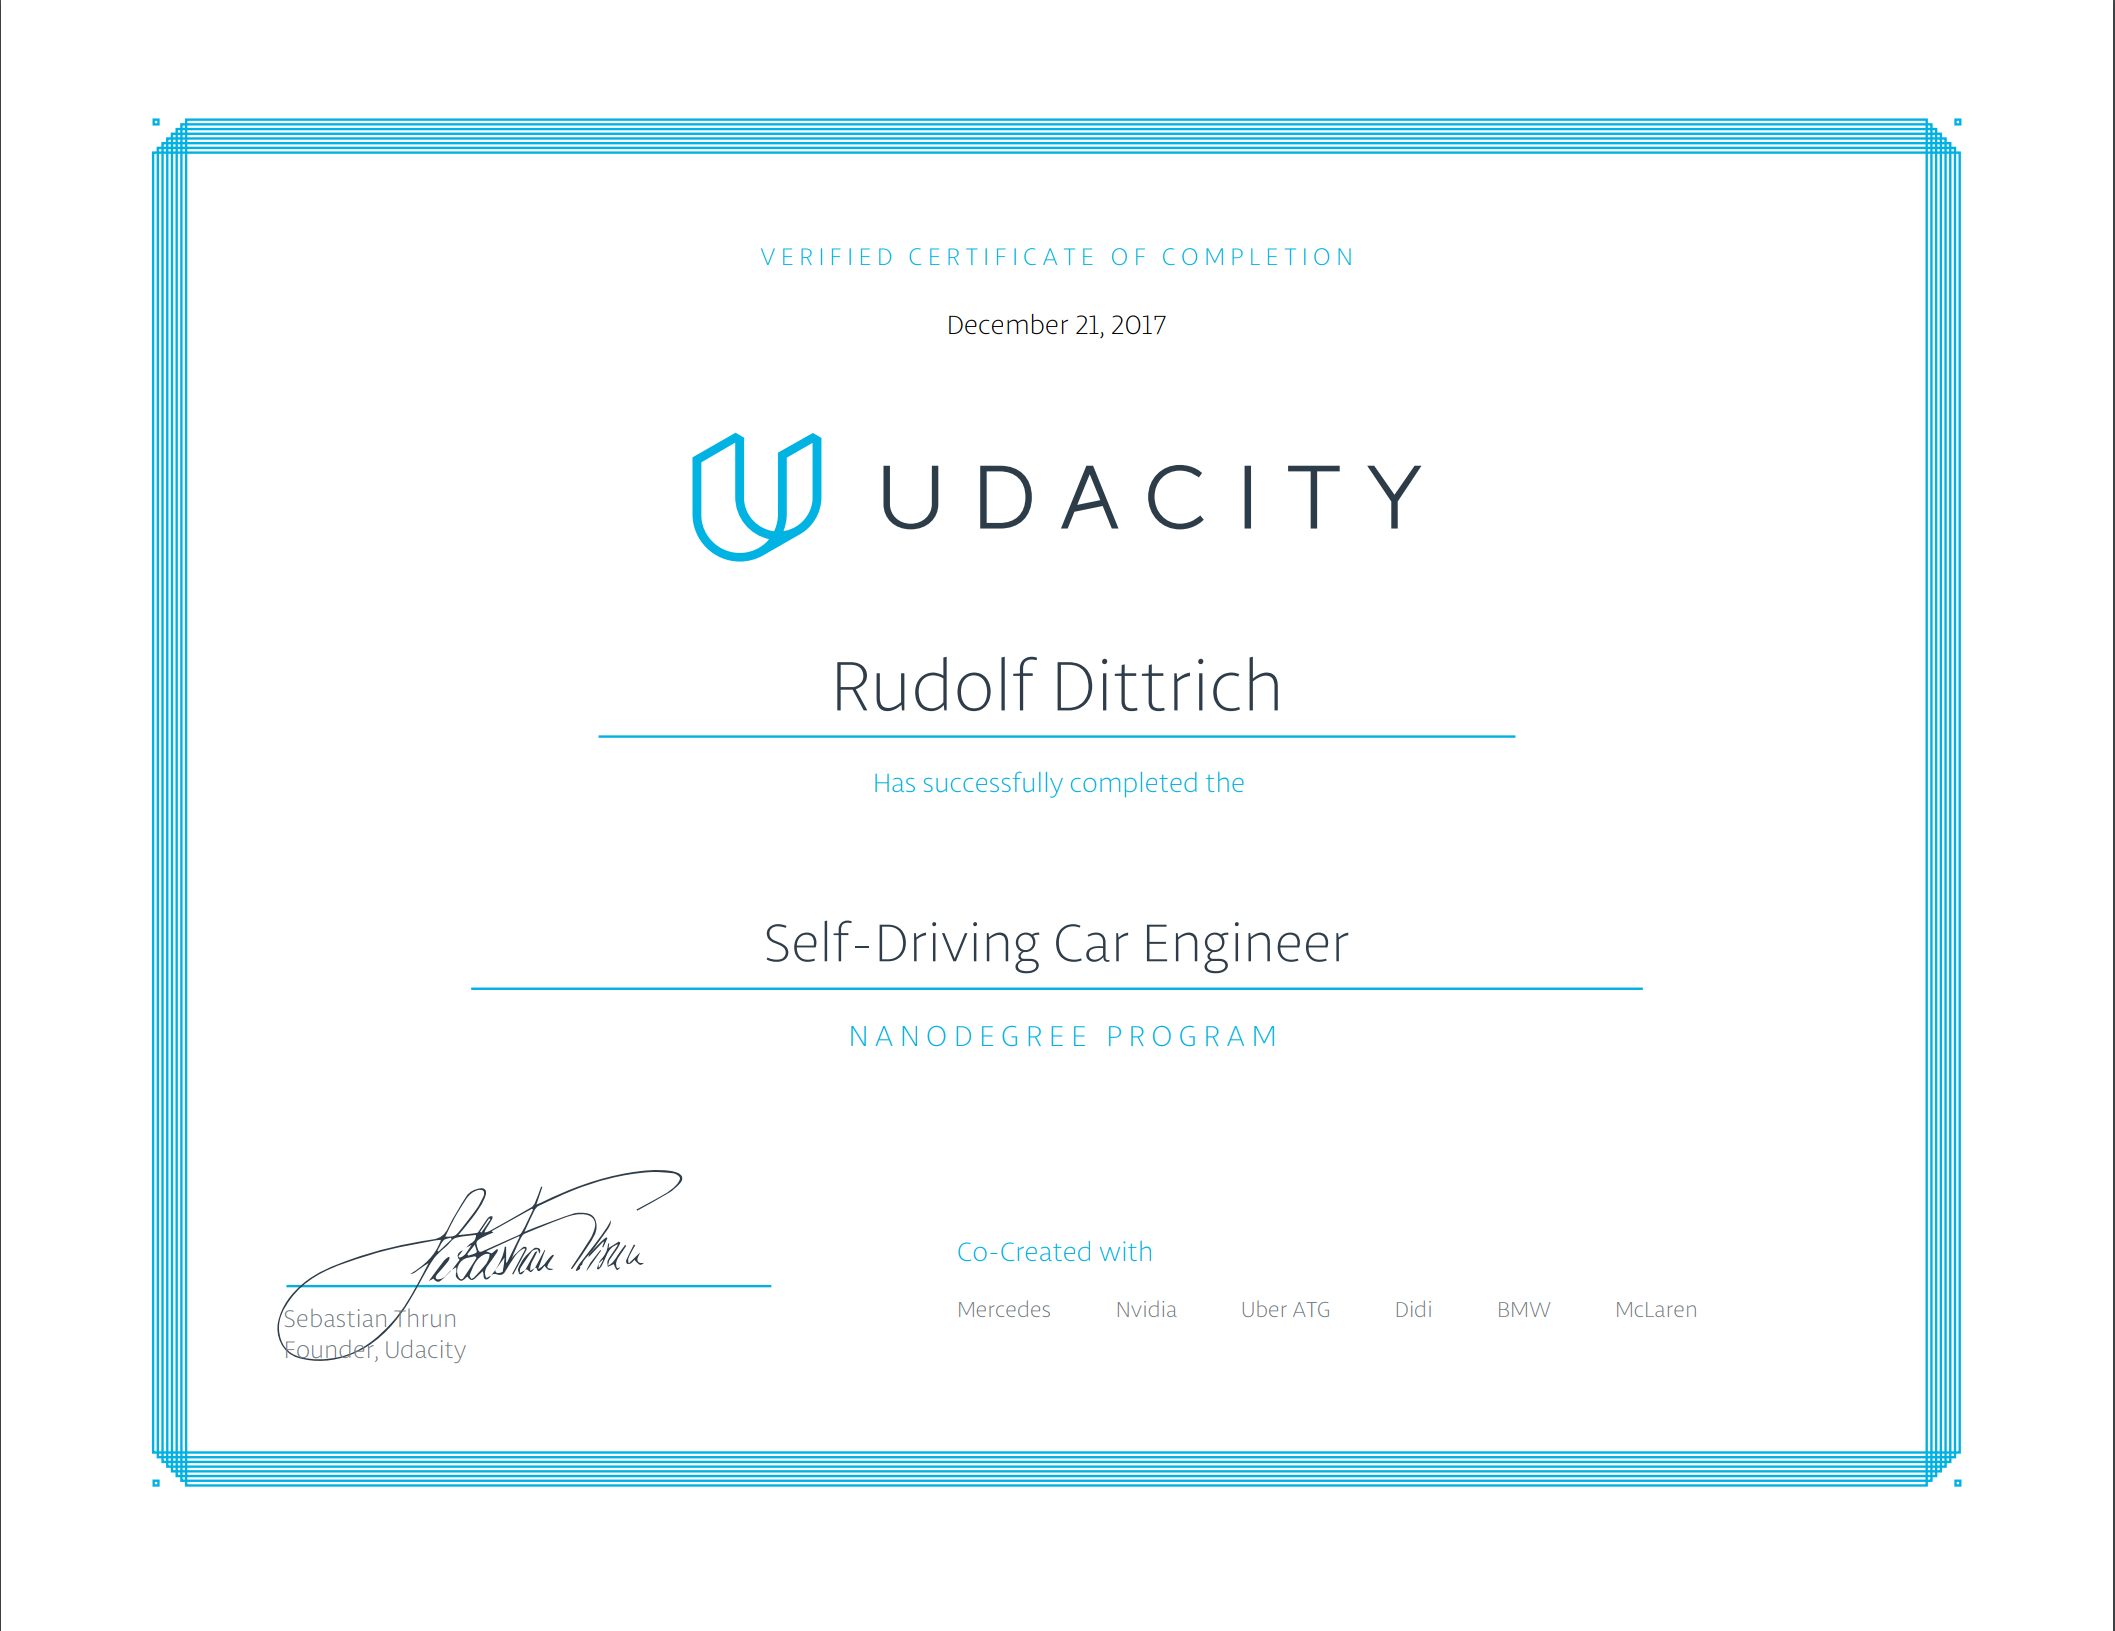 VERIFIED CERTIFICATE OF COMPLETION
December 21, 2017
UDACITY
Rudolf Dittrich
Has successfully completed the
Self-Driving Car Engineer
NANODEGREE PROGRAM
Sebastian Thrun
Co-Created with
Mercedes Nvidia Uber ATG Didi BMW McLaren
Sebastian Thrun
Founder, Udacity